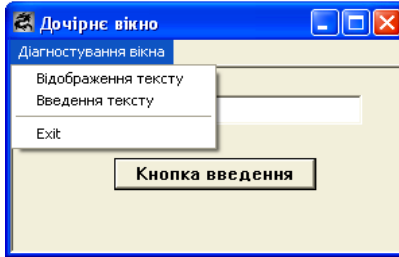 Дочірнє вікно
Діагностування вікна
Відображення тексту
Введення тексту
Exit
Кнопка введення